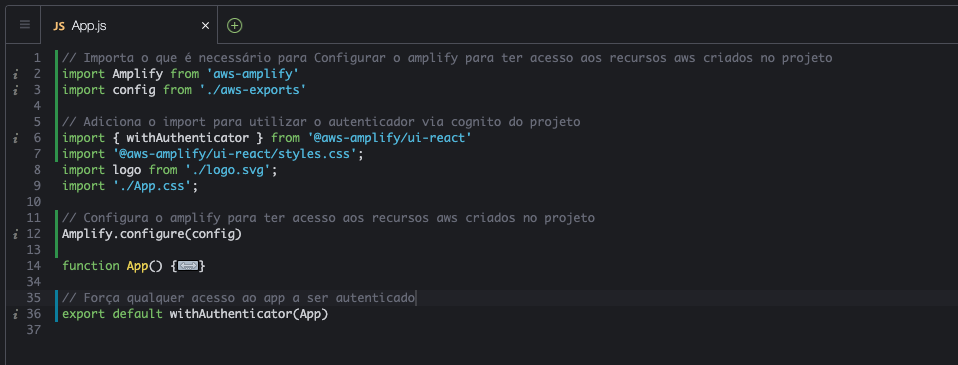 JS App.js
1 // Importa o que é necessário para Configurar o amplify para ter acesso aos recursos aws criados no projeto
2 import Amplify from 'aws-amplify'
3 import config from './aws-exports'
4
5 // Adiciona o import para utilizar o autenticador via cognito do projeto
6 import { withAuthenticator } from '@aws-amplify/ui-react'
7 import '@aws-amplify/ui-react/styles.css';
8 import logo from './logo.svg';
9 import './App.css';
10
11 // Configura o amplify para ter acesso aos recursos aws criados no projeto
12 Amplify.configure(config)
13
14 function App() {}
34
35 // Força qualquer acesso ao app a ser autenticado
36 export default withAuthenticator(App)
37